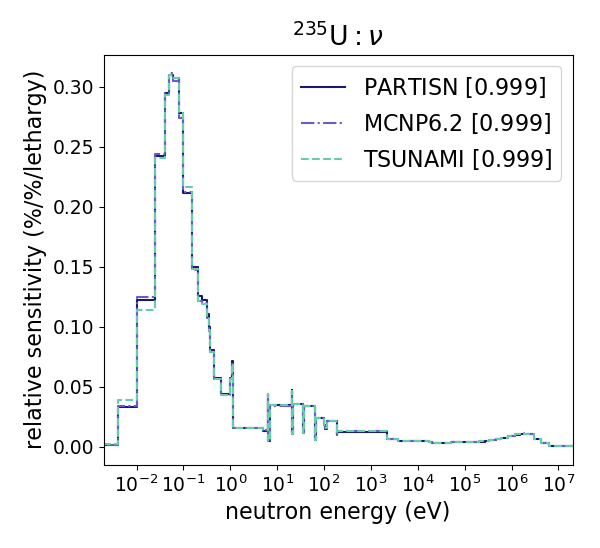 ²³⁵U : ν
PARTISN [0.999]
MCNP6.2 [0.999]
TSUNAMI [0.999]
relative sensitivity (%/%/lethargy)
0.30
0.25
0.20
0.15
0.10
0.05
0.00
10⁻² 10⁻¹ 10⁰ 10¹ 10² 10³ 10⁴ 10⁵ 10⁶ 10⁷
neutron energy (eV)